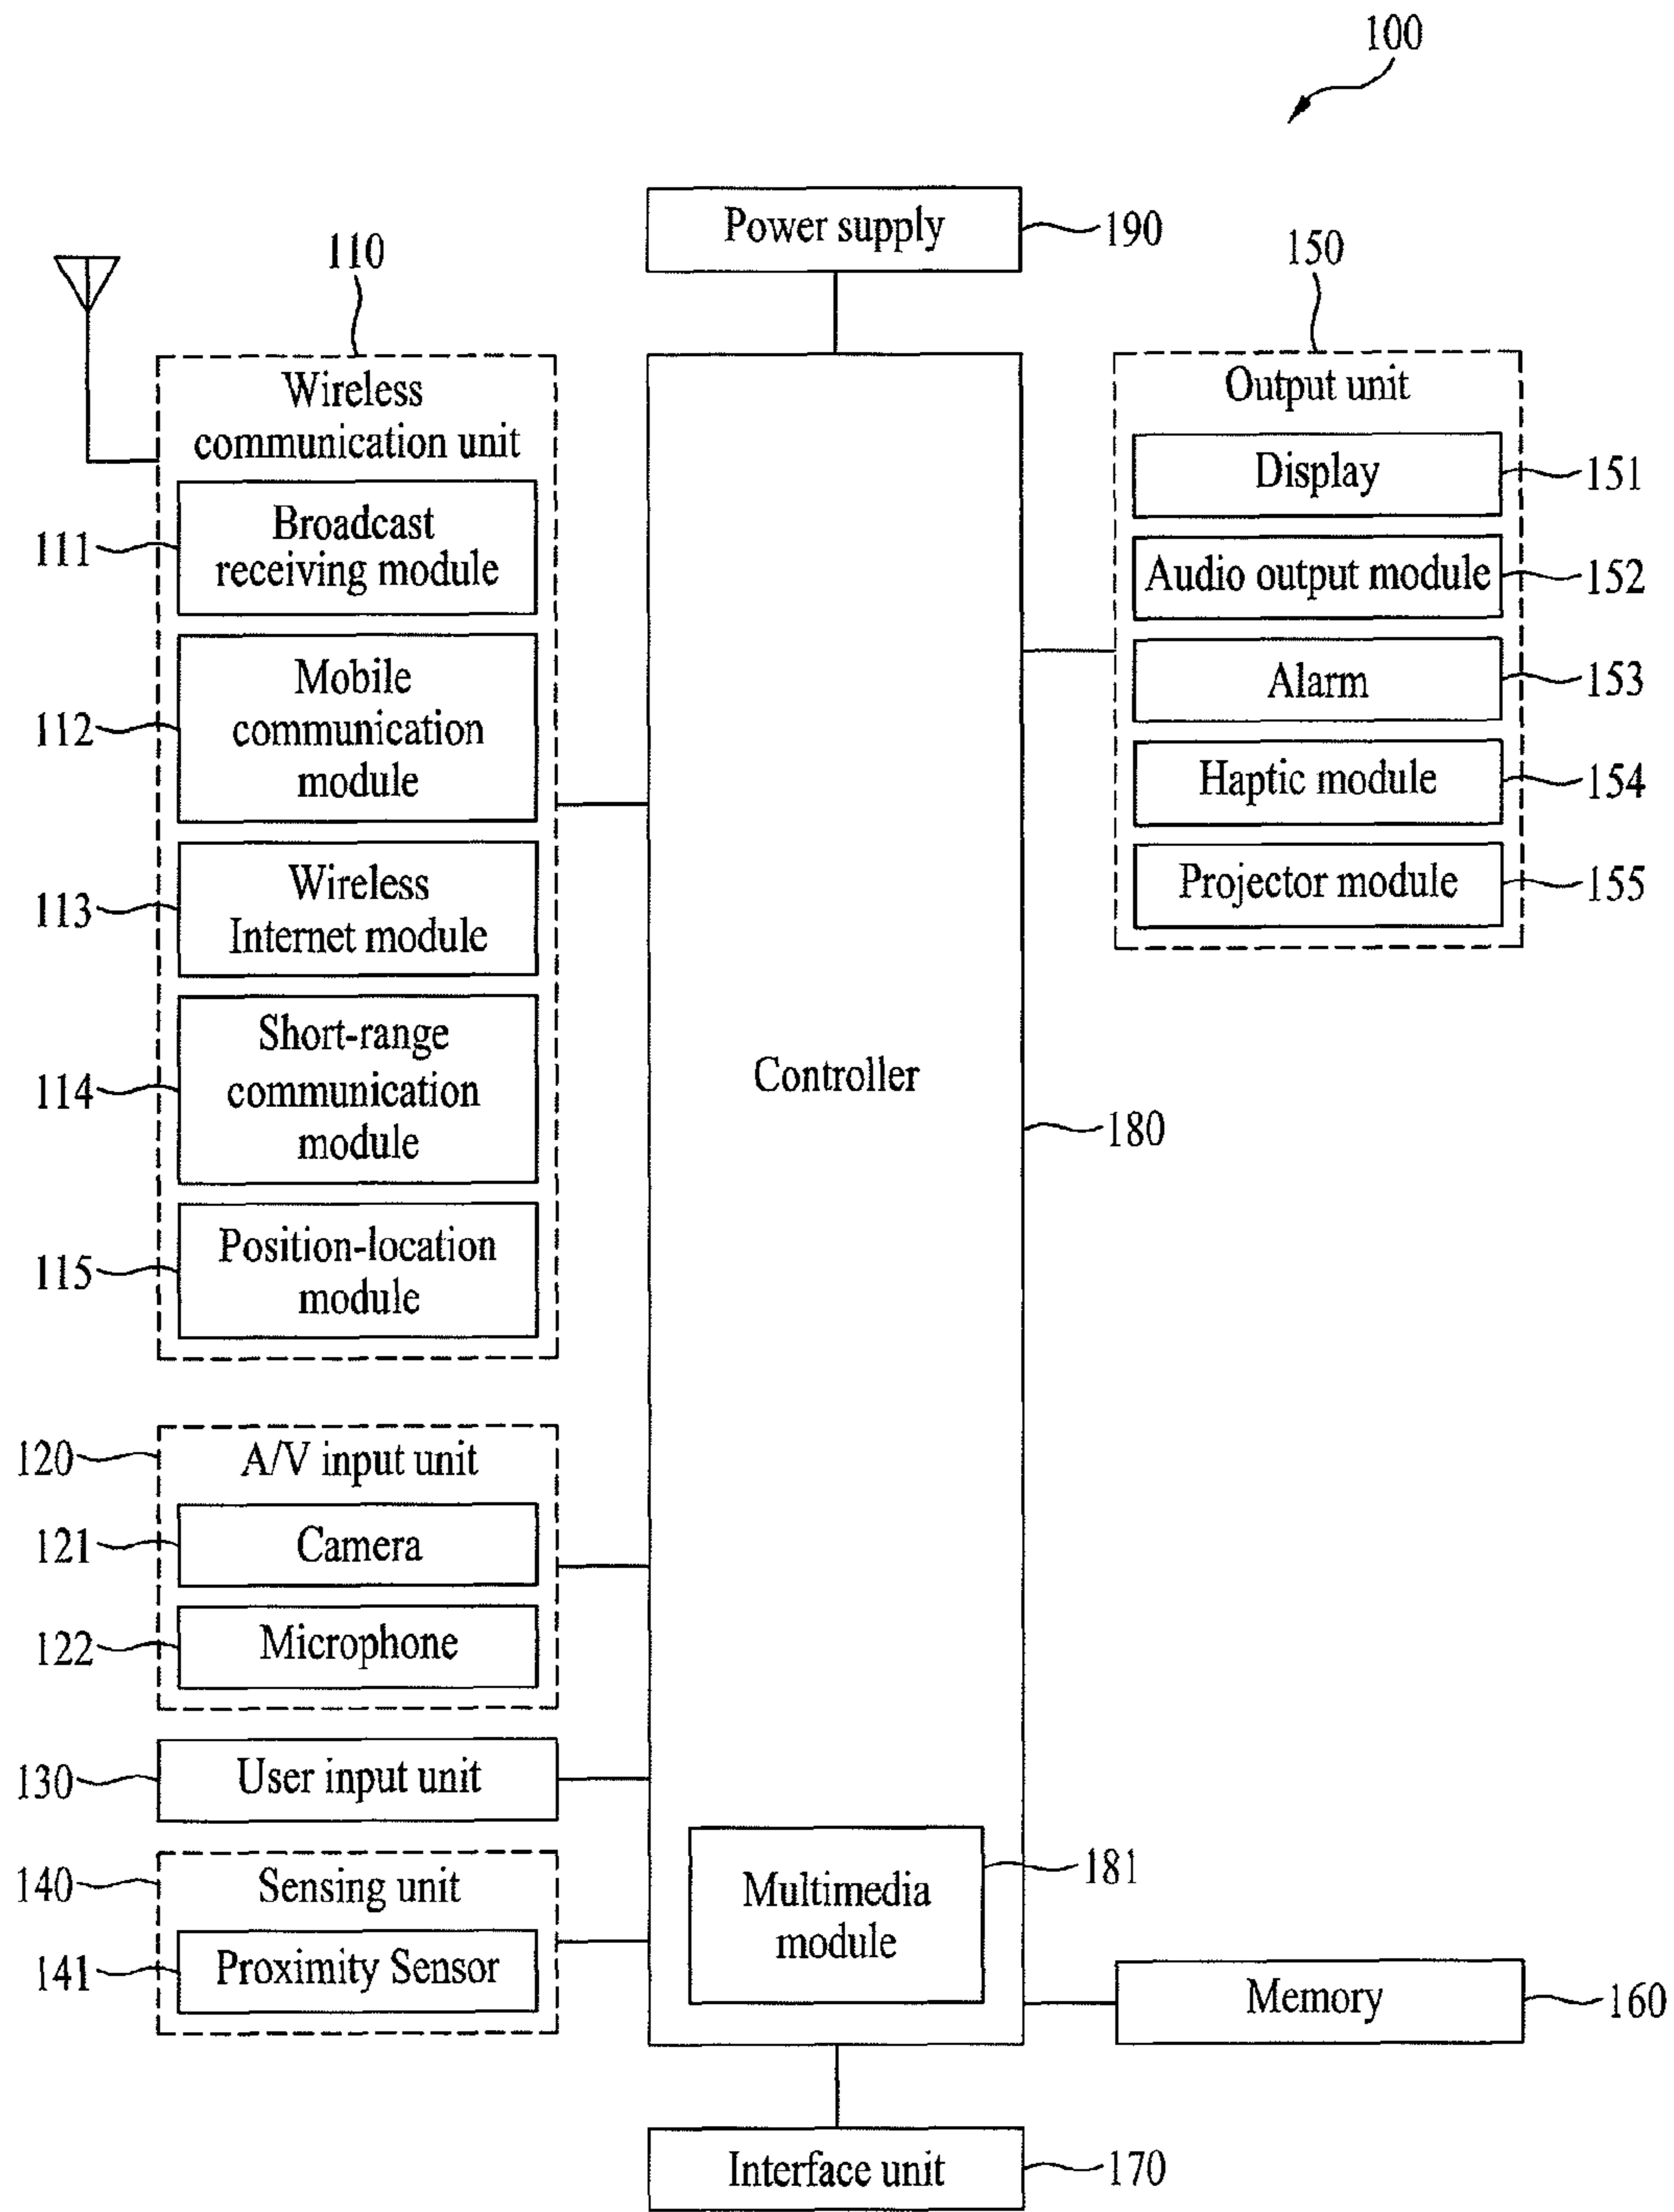 100
Power supply
190
110
Wireless
communication unit
111
Broadcast
receiving module
112
Mobile
communication
module
113
Wireless
Internet module
114
Short-range
communication
module
115
Position-location
module
120
A/V input unit
121
Camera
122
Microphone
130
User input unit
140
Sensing unit
141
Proximity Sensor
Controller
180
Multimedia
module
181
150
Output unit
Display
151
Audio output module
152
Alarm
153
Haptic module
154
Projector module
155
Memory
160
Interface unit
170